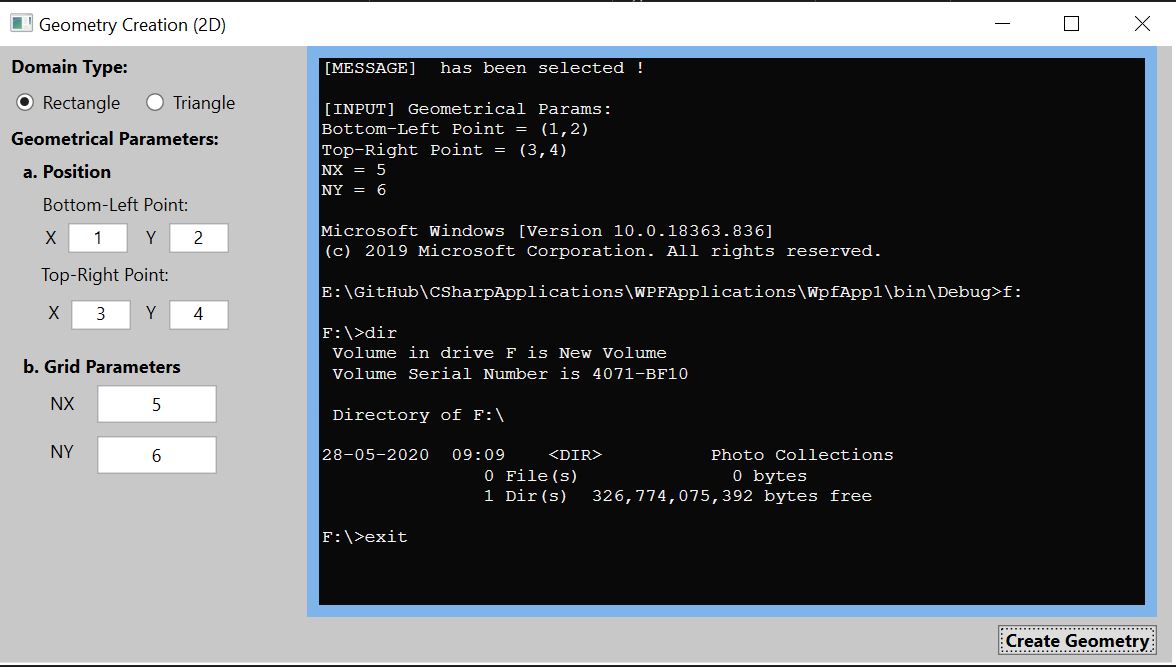 Geometry Creation (2D)
Domain Type:
Rectangle Triangle
Geometrical Parameters:
a. Position
Bottom-Left Point:
X 1 Y 2
Top-Right Point:
X 3 Y 4
b. Grid Parameters
NX 5
NY 6
[MESSAGE]  has been selected !
[INPUT] Geometrical Params:
Bottom-Left Point = (1,2)
Top-Right Point = (3,4)
NX = 5
NY = 6
Microsoft Windows [Version 10.0.18363.836]
(c) 2019 Microsoft Corporation. All rights reserved.
E:\GitHub\CSharpApplications\WPFApplications\WpfApp1\bin\Debug>f:
F:\>dir
Volume in drive F is New Volume
Volume Serial Number is 4071-BF10
Directory of F:\
28-05-2020  09:09    <DIR>          Photo Collections
0 File(s)              0 bytes
1 Dir(s)  326,774,075,392 bytes free
F:\>exit
Create Geometry